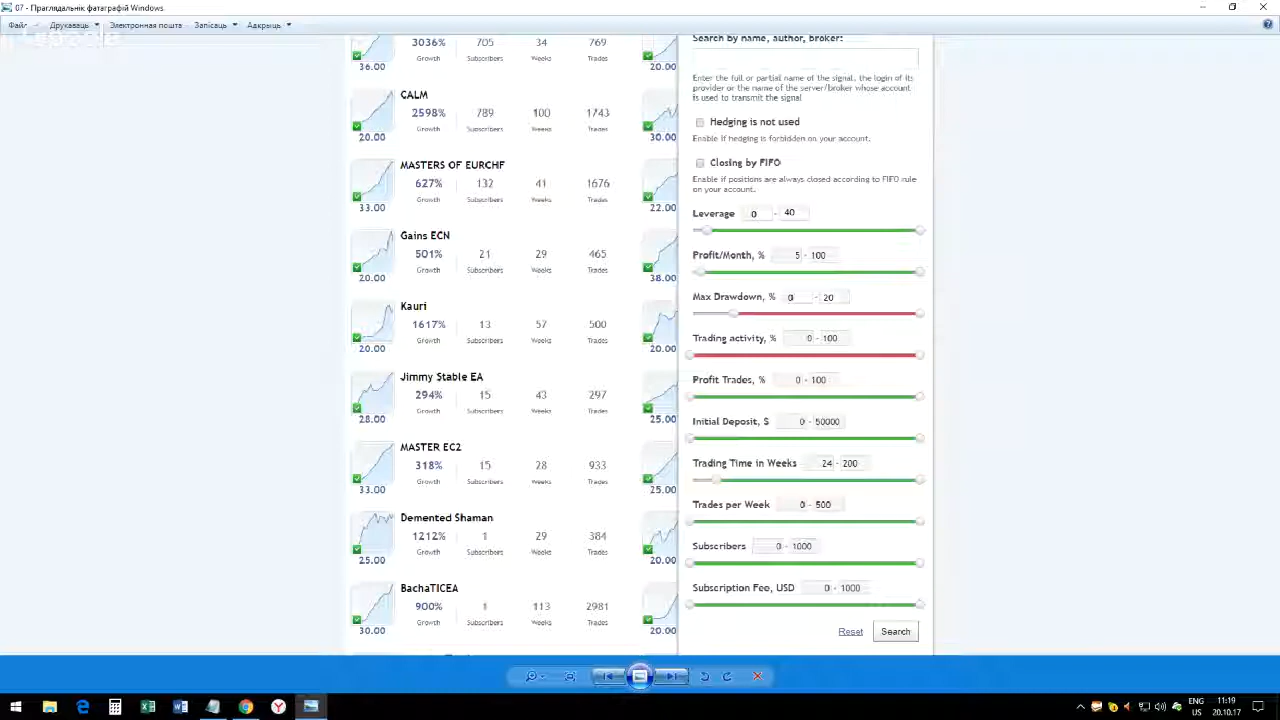 07 - Праглядальнік фатаграфій Windows
Файл Друкаваць Электронная пошта Запісаць Адкрыць
3036% 705 34 769
Growth Subscribers Weeks Trades
36.00 20.00
CALM
2598% 789 100 1743
Growth Subscribers Weeks Trades
20.00 30.00
MASTERS OF EURCHF
627% 132 41 1676
Growth Subscribers Weeks Trades
33.00 22.00
Gains ECN
501% 21 29 465
Growth Subscribers Weeks Trades
20.00 38.00
Kauri
1617% 13 57 500
Growth Subscribers Weeks Trades
20.00 20.00
Jimmy Stable EA
294% 15 43 297
Growth Subscribers Weeks Trades
28.00 25.00
MASTER EC2
318% 15 28 933
Growth Subscribers Weeks Trades
33.00 25.00
Demented Shaman
1212% 1 29 384
Growth Subscribers Weeks Trades
25.00 20.00
BachaTICEA
900% 1 113 2981
Growth Subscribers Weeks Trades
30.00 20.00
Search by name, author, broker:
Enter the full or partial name of the signal, the login of its
provider or the name of the server/broker whose account
is used to transmit the signal
Hedging is not used
Enable if hedging is forbidden on your account.
Closing by FIFO
Enable if positions are always closed according to FIFO rule
on your account.
Leverage 0 - 40
Profit/Month, % 5 - 100
Max Drawdown, % 0 - 20
Trading activity, % 0 - 100
Profit Trades, % 0 - 100
Initial Deposit, $ 0 - 50000
Trading Time in Weeks 24 - 200
Trades per Week 0 - 500
Subscribers 0 - 1000
Subscription Fee, USD 0 - 1000
Reset Search
ENG 11:19
US 20.10.17